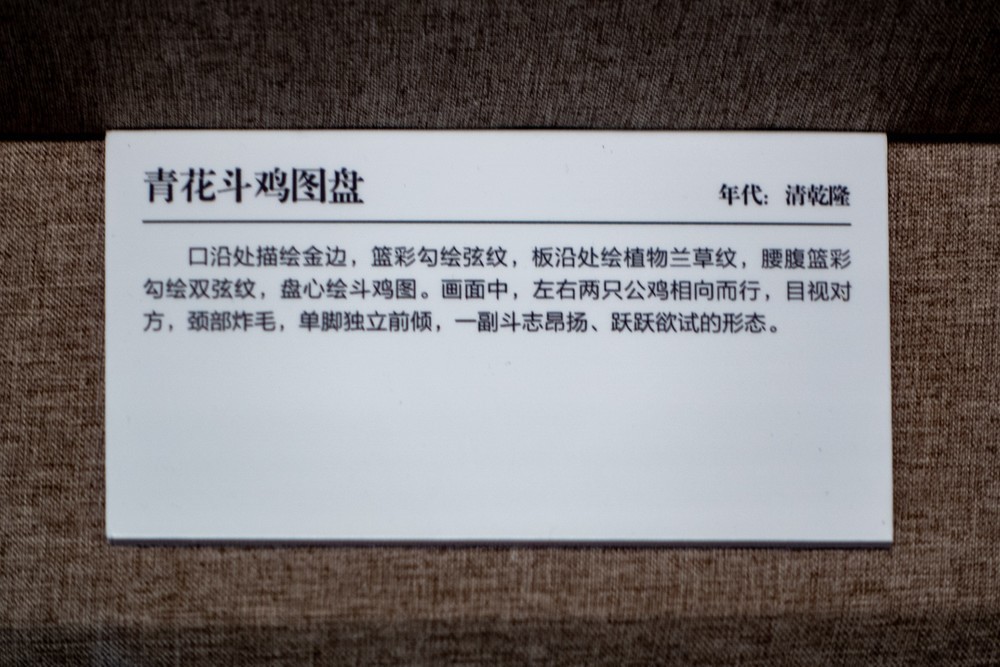 青花斗鸡图盘
年代：清乾隆
口沿处描绘金边，篮彩勾绘弦纹，板沿处绘植物兰草纹，腰腹篮彩
勾绘双弦纹，盘心绘斗鸡图。画面中，左右两只公鸡相向而行，目视对
方，颈部炸毛，单脚独立前倾，一副斗志昂扬、跃跃欲试的形态。